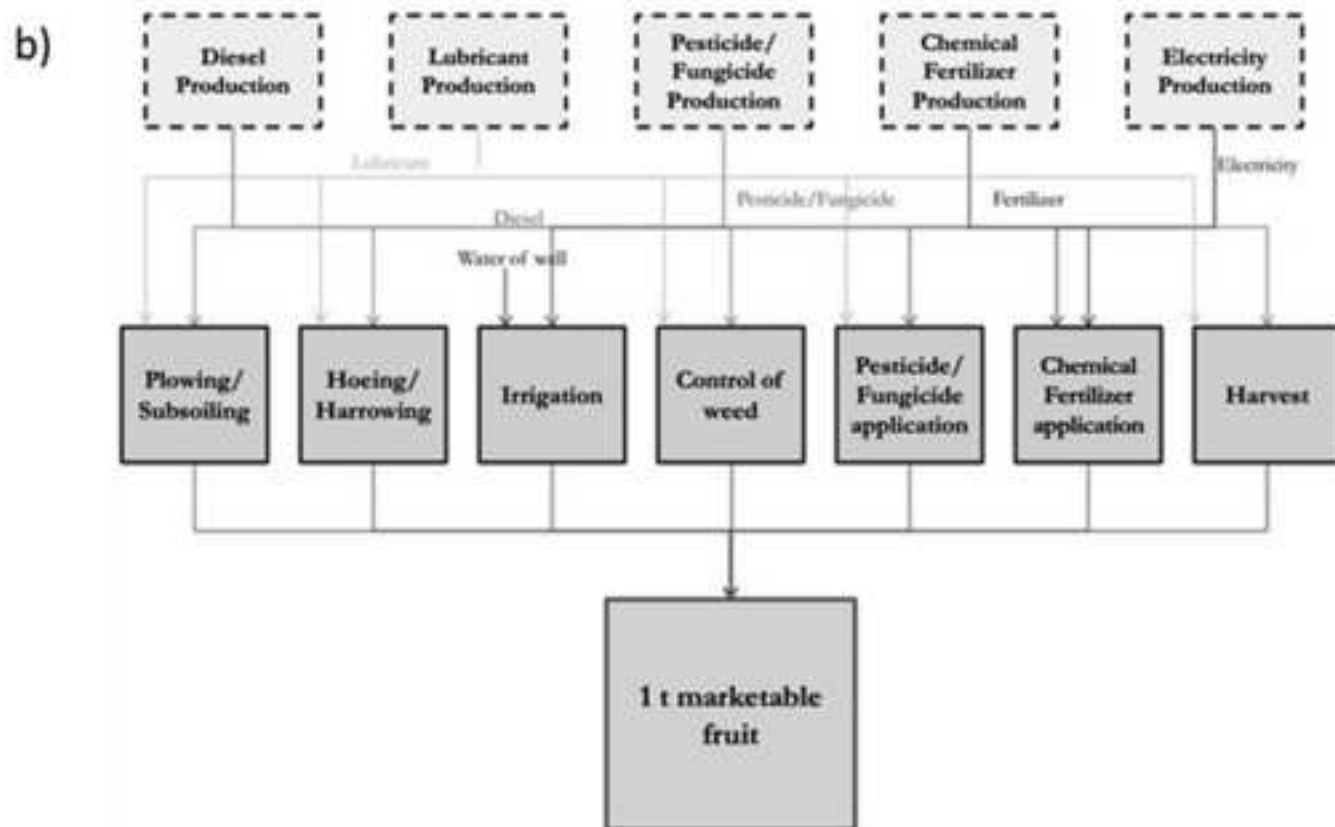 b)
Diesel
Production
Lubricant
Production
Pesticide/
Fungicide
Production
Chemical
Fertilizer
Production
Electricity
Production
Lubricant
Electricity
Pesticide/Fungicide
Fertilizer
Diesel
Water of well
Plowing/
Subsoiling
Hoeing/
Harrowing
Irrigation
Control of
weed
Pesticide/
Fungicide
application
Chemical
Fertilizer
application
Harvest
1 t marketable
fruit